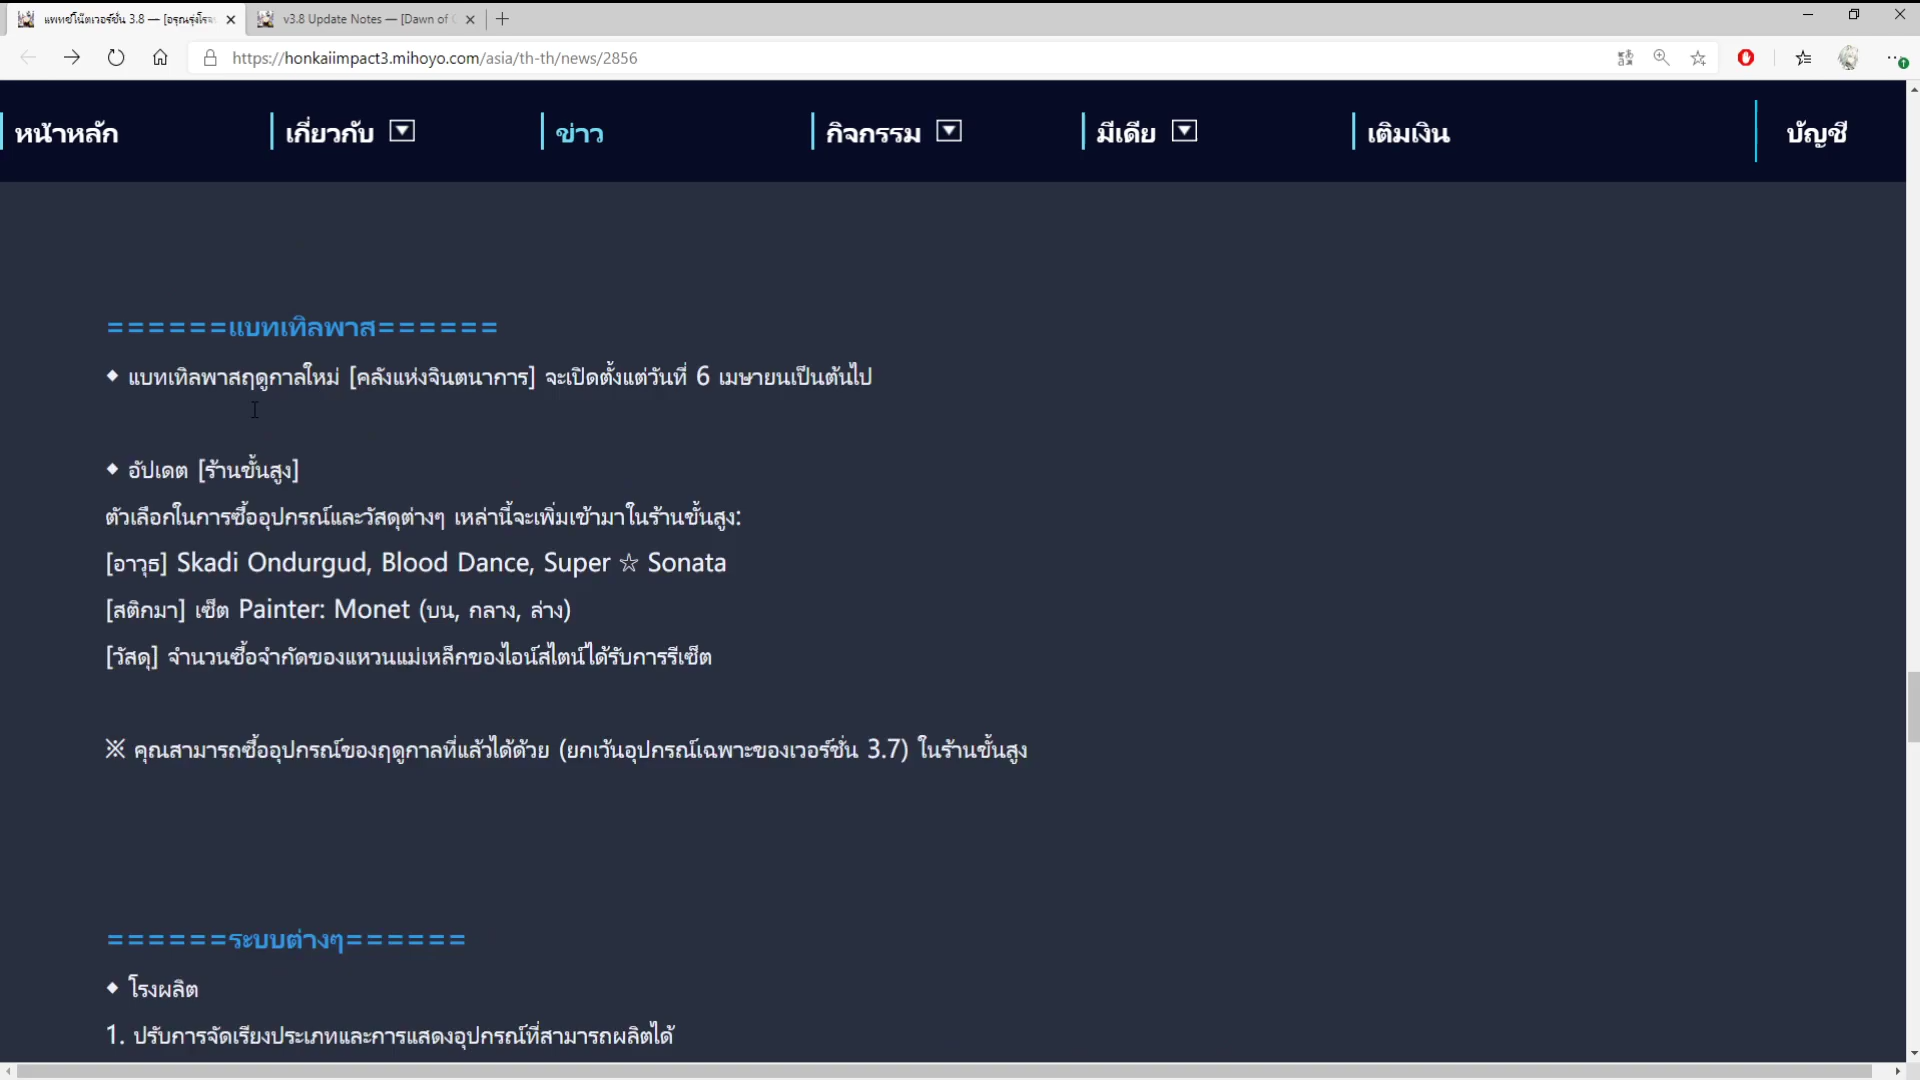 แพทช์โน๊ตเวอร์ชั่น 3.8 — [อรุณรุ่งโรจ
v3.8 Update Notes — [Dawn of
https://honkaiimpact3.mihoyo.com/asia/th-th/news/2856
หน้าหลัก
เกี่ยวกับ
ข่าว
กิจกรรม
มีเดีย
เติมเงิน
บัญชี
======แบทเทิลพาส======
◆ แบทเทิลพาสฤดูกาลใหม่ [คลังแห่งจินตนาการ] จะเปิดตั้งแต่วันที่ 6 เมษายนเป็นต้นไป
◆ อัปเดต [ร้านขั้นสูง]
ตัวเลือกในการซื้ออุปกรณ์และวัสดุต่างๆ เหล่านี้จะเพิ่มเข้ามาในร้านขั้นสูง:
[อาวุธ] Skadi Ondurgud, Blood Dance, Super ☆ Sonata
[สติกมา] เซ็ต Painter: Monet (บน, กลาง, ล่าง)
[วัสดุ] จำนวนซื้อจำกัดของแหวนแม่เหล็กของไอน์สไตน์ได้รับการรีเซ็ต
※ คุณสามารถซื้ออุปกรณ์ของฤดูกาลที่แล้วได้ด้วย (ยกเว้นอุปกรณ์เฉพาะของเวอร์ชั่น 3.7) ในร้านขั้นสูง
======ระบบต่างๆ======
◆ โรงผลิต
1. ปรับการจัดเรียงประเภทและการแสดงอุปกรณ์ที่สามารถผลิตได้